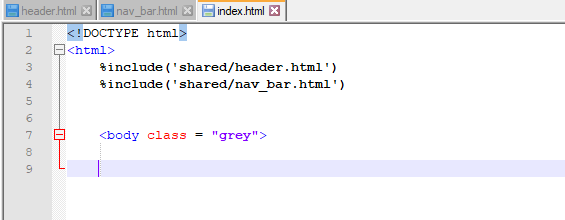 header.html nav_bar.html index.html
1 <!DOCTYPE html>
2 <html>
3 %include('shared/header.html')
4 %include('shared/nav_bar.html')
5
6
7 <body class = "grey">
8
9